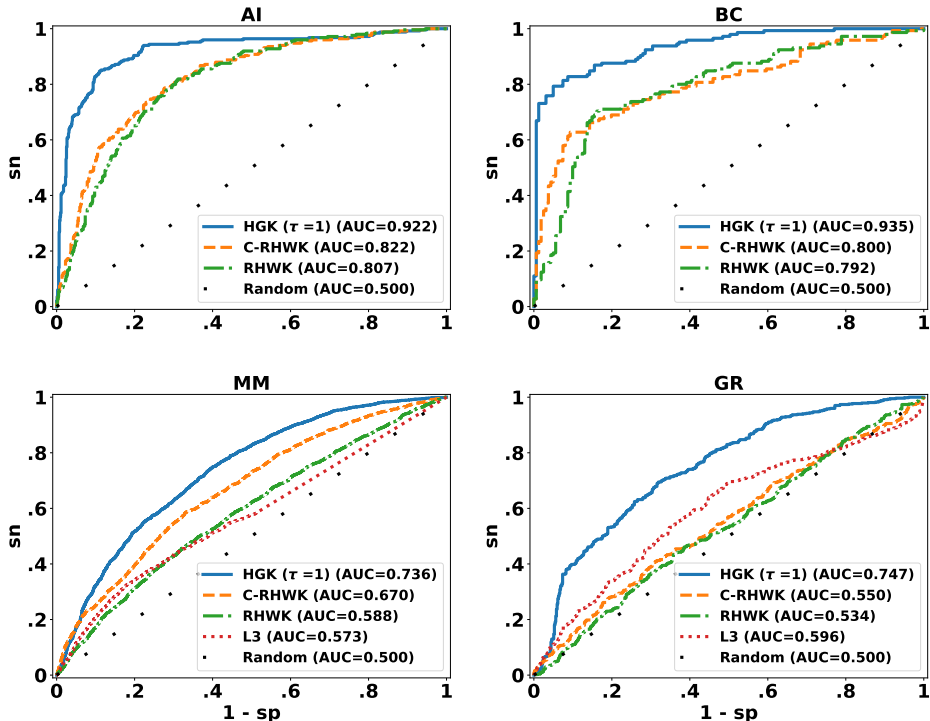 AI
1
.8
.6
.4
.2
0
sn
HGK (τ =1) (AUC=0.922)
C-RHWK (AUC=0.822)
RHWK (AUC=0.807)
Random (AUC=0.500)
0 .2 .4 .6 .8 1
BC
1
.8
.6
.4
.2
0
sn
HGK (τ =1) (AUC=0.935)
C-RHWK (AUC=0.800)
RHWK (AUC=0.792)
Random (AUC=0.500)
0 .2 .4 .6 .8 1
MM
1
.8
.6
.4
.2
0
sn
HGK (τ =1) (AUC=0.736)
C-RHWK (AUC=0.670)
RHWK (AUC=0.588)
L3 (AUC=0.573)
Random (AUC=0.500)
0 .2 .4 .6 .8 1
1 - sp
GR
1
.8
.6
.4
.2
0
sn
HGK (τ =1) (AUC=0.747)
C-RHWK (AUC=0.550)
RHWK (AUC=0.534)
L3 (AUC=0.596)
Random (AUC=0.500)
0 .2 .4 .6 .8 1
1 - sp